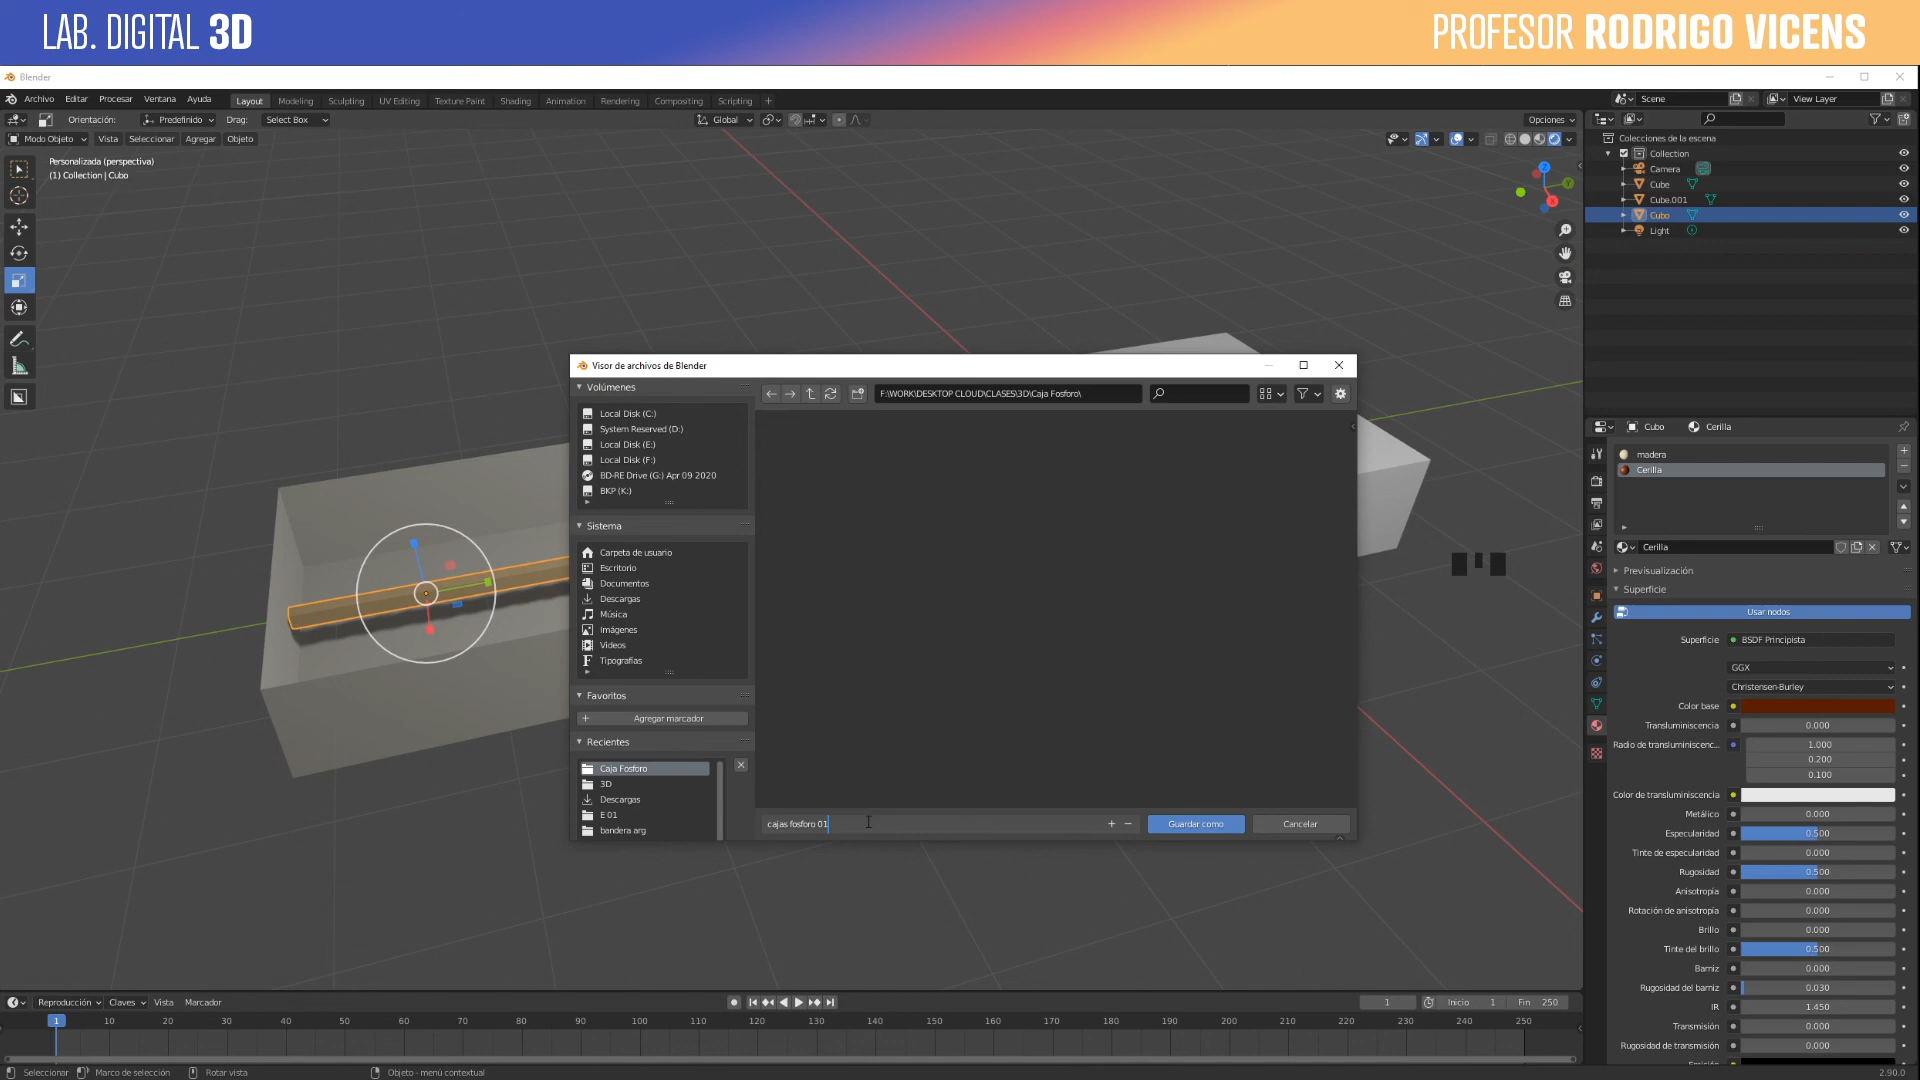 LAB. DIGITAL 3D
PROFESOR RODRIGO VICENS
Blender
Archivo Editar Procesar Ventana Ayuda
Layout Modeling Sculpting UV Editing Texture Paint Shading Animation Rendering Compositing Scripting +
Scene
View Layer
Orientación: Predefinido Drag: Select Box
Global
Opciones
Modo Objeto Vista Seleccionar Agregar Objeto
Personalizada (perspectiva)
(1) Collection | Cubo
Z
Y
X
Colecciones de la escena
Collection
Camera
Cube
Cube.001
Cubo
Light
Visor de archivos de Blender
Volúmenes
Local Disk (C:)
System Reserved (D:)
Local Disk (E:)
Local Disk (F:)
BD-RE Drive (G:) Apr 09 2020
BKP (K:)
Sistema
Carpeta de usuario
Escritorio
Documentos
Descargas
Música
Imágenes
Videos
Tipografías
Favoritos
Agregar marcador
Recientes
Caja Fosforo
3D
Descargas
E 01
bandera arg
F:\WORK\DESKTOP CLOUD\CLASES\3D\Caja Fosforo\
cajas fosforo 01
Guardar como
Cancelar
Cubo Cerilla
madera
Cerilla
Cerilla
Previsualización
Superficie
Usar nodos
Superficie BSDF Principista
GGX
Christensen-Burley
Color base
Transluminiscencia 0.000
Radio de transluminiscenc... 1.000
0.200
0.100
Color de transluminiscencia
Metálico 0.000
Especularidad 0.500
Tinte de especularidad 0.000
Rugosidad 0.500
Anisotropía 0.000
Rotación de anisotropía 0.000
Brillo 0.000
Tinte del brillo 0.500
Barniz 0.000
Rugosidad del barniz 0.030
IR 1.450
Transmisión 0.000
Rugosidad de transmisión 0.000
Reproducción Claves Vista Marcador
1 Inicio 1 Fin 250
1 10 20 30 40 50 60 70 80 90 100 110 120 130 140 150 160 170 180 190 200 210 220 230 240 250
Seleccionar Marco de selección Rotar vista Objeto - menú contextual
2.90.0